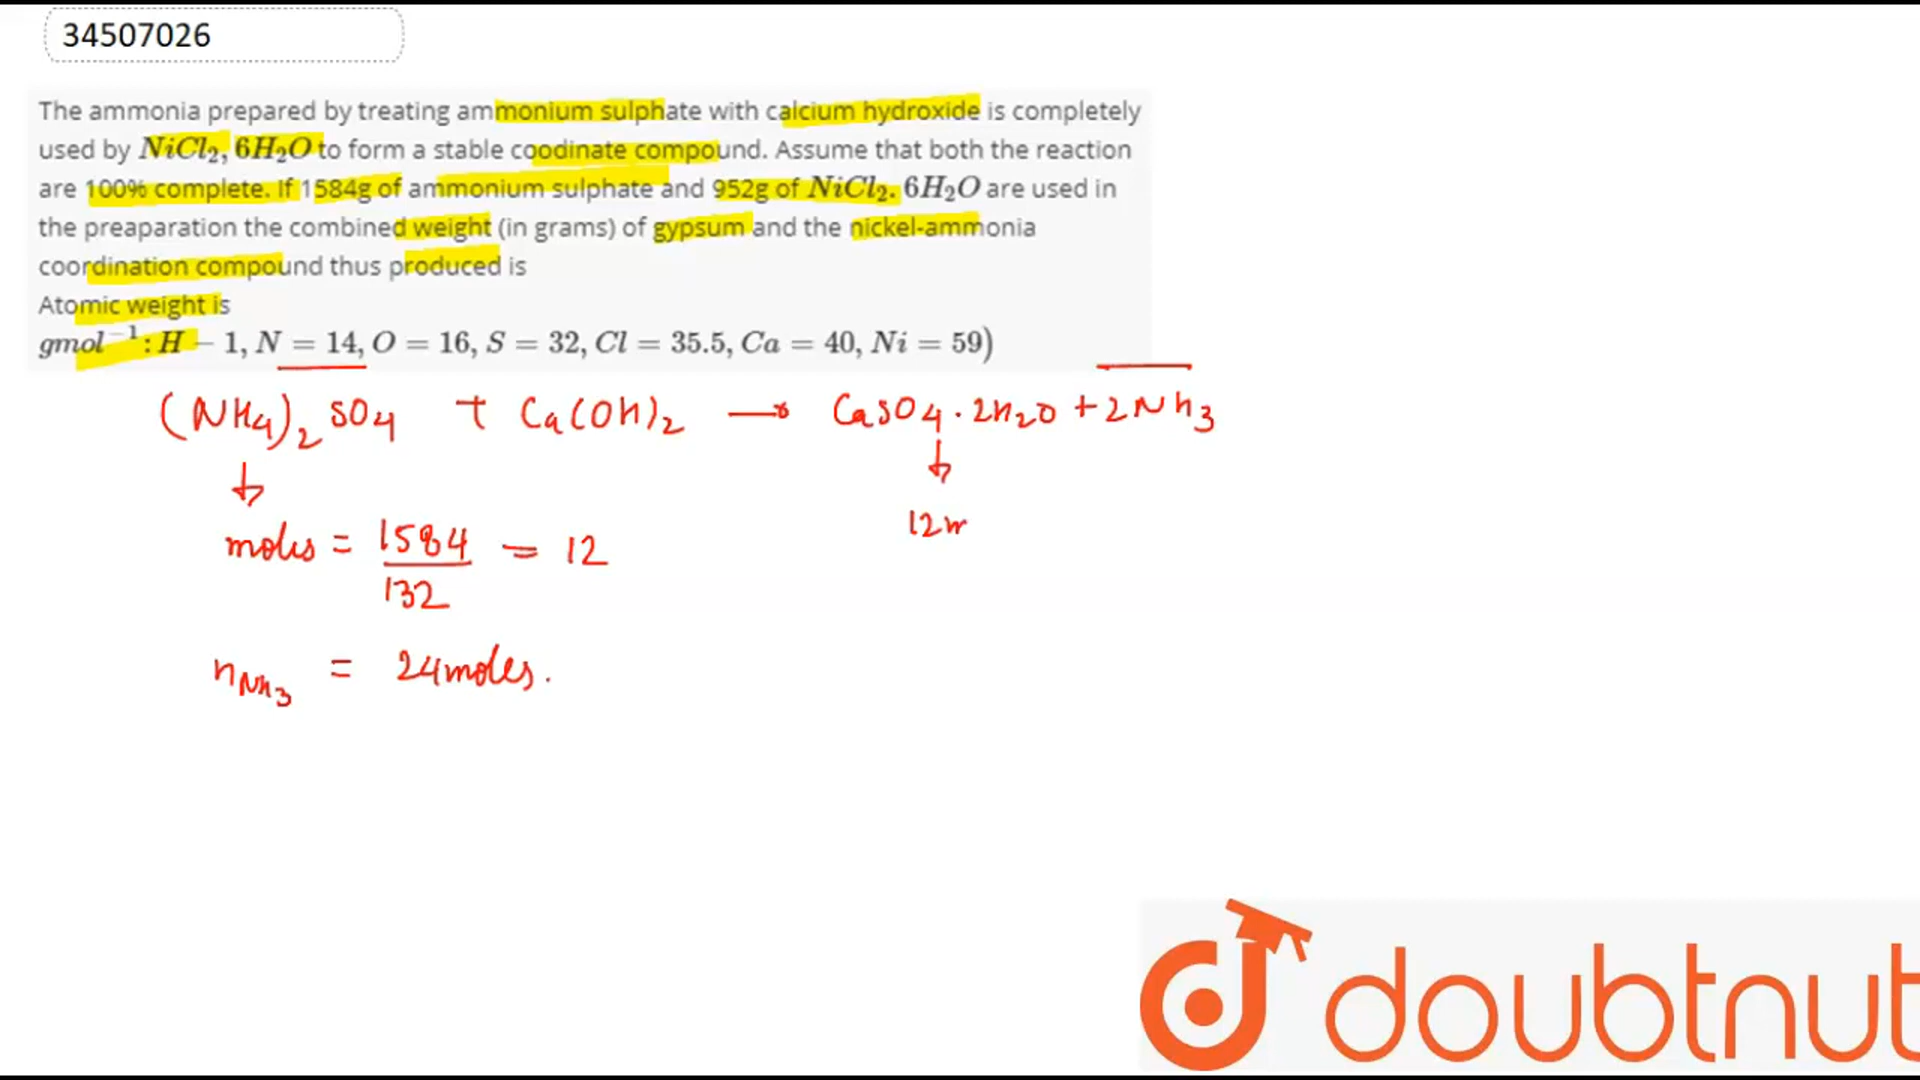 34507026
The ammonia prepared by treating ammonium sulphate with calcium hydroxide is completely
used by NiCl₂, 6H₂O to form a stable coodinate compound. Assume that both the reaction
are 100% complete. If 1584g of ammonium sulphate and 952g of NiCl₂. 6H₂O are used in
the preaparation the combined weight (in grams) of gypsum and the nickel-ammonia
coordination compound thus produced is
Atomic weight is
gmol⁻¹ : H − 1, N = 14, O = 16, S = 32, Cl = 35.5, Ca = 40, Ni = 59)
(NH4)₂ SO4 + Ca(OH)₂ → CaSO4 · 2H₂O + 2NH₃
moles = 1584/132 = 12
12m
nNH₃ = 24 moles.
doubtnut